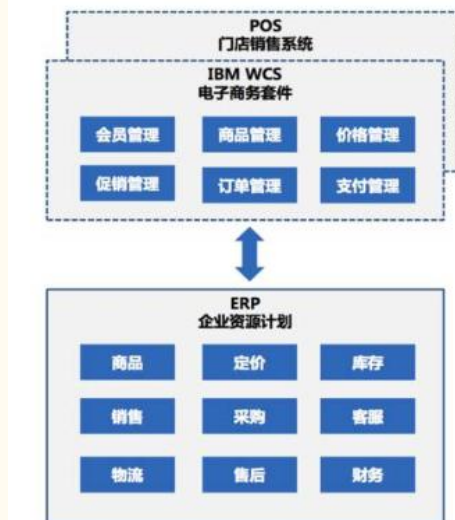 POS
门店销售系统
IBM WCS
电子商务套件
会员管理 商品管理 价格管理
促销管理 订单管理 支付管理
ERP
企业资源计划
商品 定价 库存
销售 采购 客服
物流 售后 财务